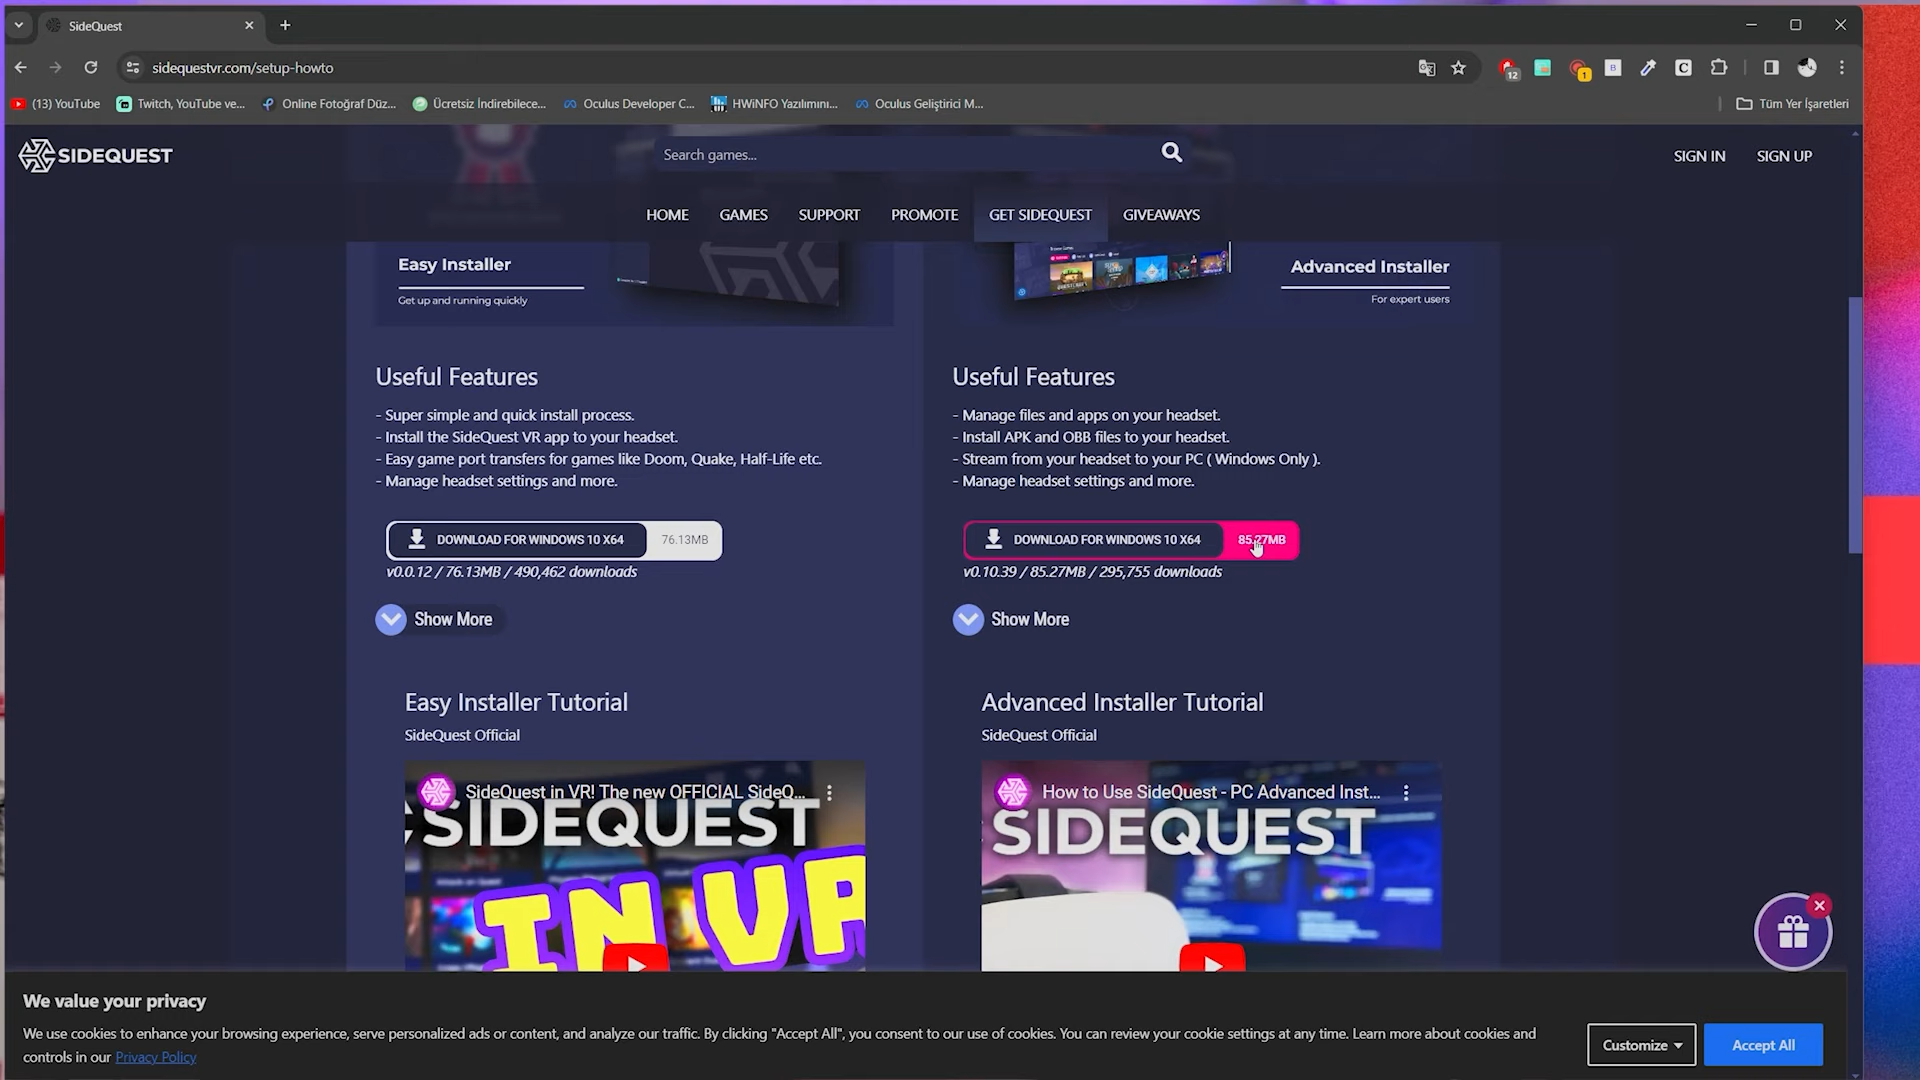 SideQuest
sidequestvr.com/setup-howto
12
1
B
C
(13) YouTube
Twitch, YouTube ve...
Online Fotoğraf Düz...
Ücretsiz İndirebilece...
Oculus Developer C...
HWiNFO Yazılımını...
Oculus Geliştirici M...
Tüm Yer İşaretleri
SIDEQUEST
Search games...
SIGN IN
SIGN UP
HOME
GAMES
SUPPORT
PROMOTE
GET SIDEQUEST
GIVEAWAYS
Easy Installer
Get up and running quickly
Advanced Installer
For expert users
Useful Features
- Super simple and quick install process.
- Install the SideQuest VR app to your headset.
- Easy game port transfers for games like Doom, Quake, Half-Life etc.
- Manage headset settings and more.
DOWNLOAD FOR WINDOWS 10 X64
76.13MB
v0.0.12 / 76.13MB / 490,462 downloads
Show More
Useful Features
- Manage files and apps on your headset.
- Install APK and OBB files to your headset.
- Stream from your headset to your PC ( Windows Only ).
- Manage headset settings and more.
DOWNLOAD FOR WINDOWS 10 X64
85.27MB
v0.10.39 / 85.27MB / 295,755 downloads
Show More
Easy Installer Tutorial
SideQuest Official
SideQuest in VR! The new OFFICIAL SideQ...
SIDEQUEST
IN VR
Advanced Installer Tutorial
SideQuest Official
How to Use SideQuest - PC Advanced Inst...
SIDEQUEST
We value your privacy
We use cookies to enhance your browsing experience, serve personalized ads or content, and analyze our traffic. By clicking "Accept All", you consent to our use of cookies. You can review your cookie settings at any time. Learn more about cookies and
controls in our Privacy Policy
Customize
Accept All